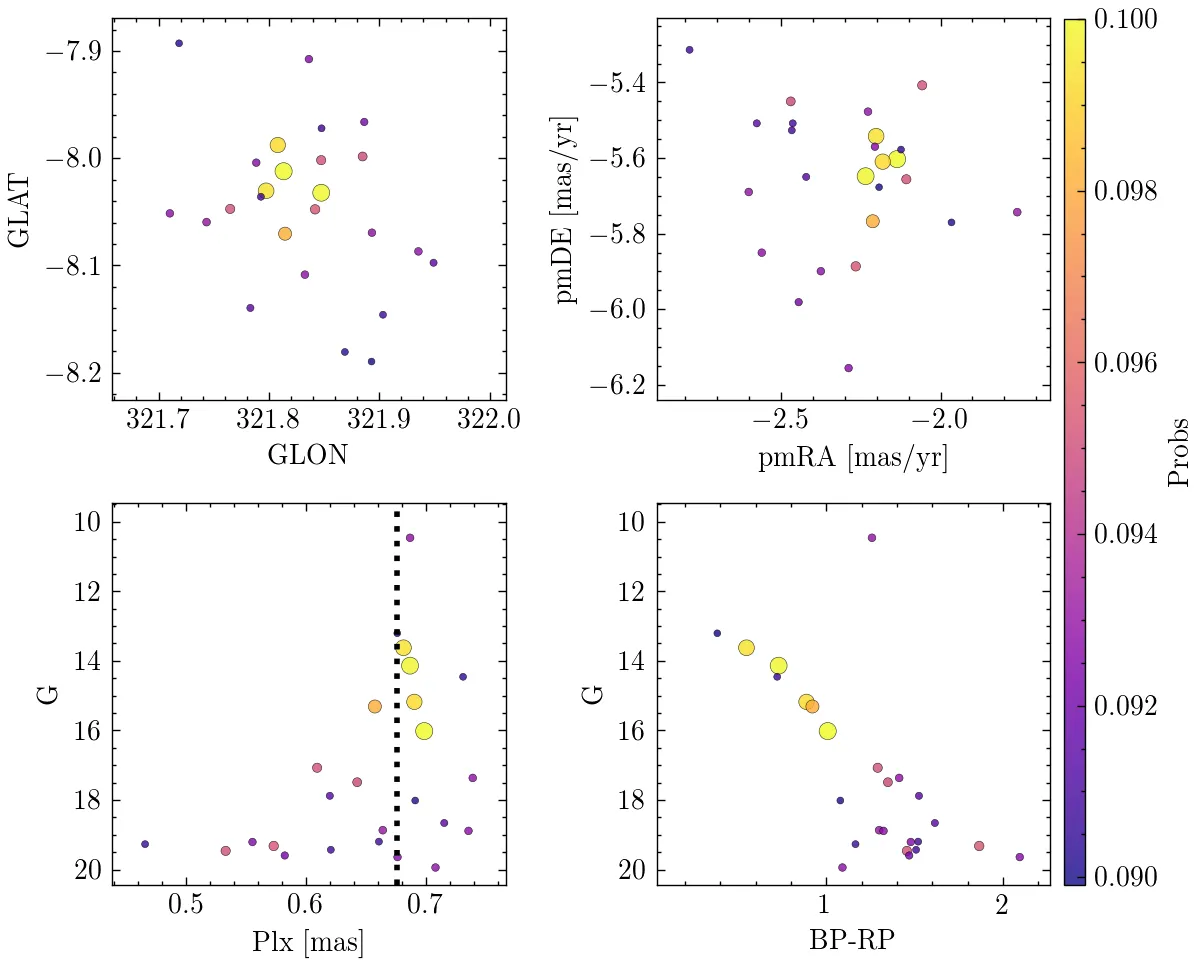 −7.9
−8.0
−8.1
−8.2
GLAT
321.7 321.8 321.9 322.0
GLON
−5.4
−5.6
−5.8
−6.0
−6.2
pmDE [mas/yr]
−2.5 −2.0
pmRA [mas/yr]
10
12
14
16
18
20
G
0.5 0.6 0.7
Plx [mas]
10
12
14
16
18
20
G
1 2
BP-RP
0.100
0.098
0.096
0.094
0.092
0.090
Probs